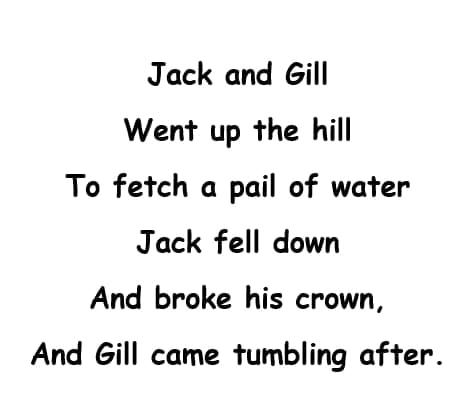 Jack and Gill
Went up the hill
To fetch a pail of water
Jack fell down
And broke his crown,
And Gill came tumbling after.